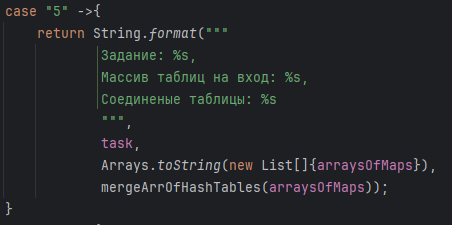 case "5" ->{
return String.format("""
Задание: %s,
Массив таблиц на вход: %s,
Соединеные таблицы: %s
""",
task,
Arrays.toString(new List[]{arraysOfMaps}),
mergeArrOfHashTables(arraysOfMaps));
}